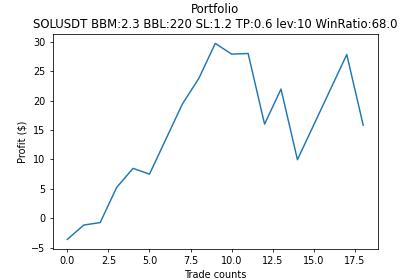 Portfolio
SOLUSDT BBM:2.3 BBL:220 SL:1.2 TP:0.6 lev:10 WinRatio:68.0
30
25
20
15
10
5
0
−5
Profit ($)
0.0 2.5 5.0 7.5 10.0 12.5 15.0 17.5
Trade counts